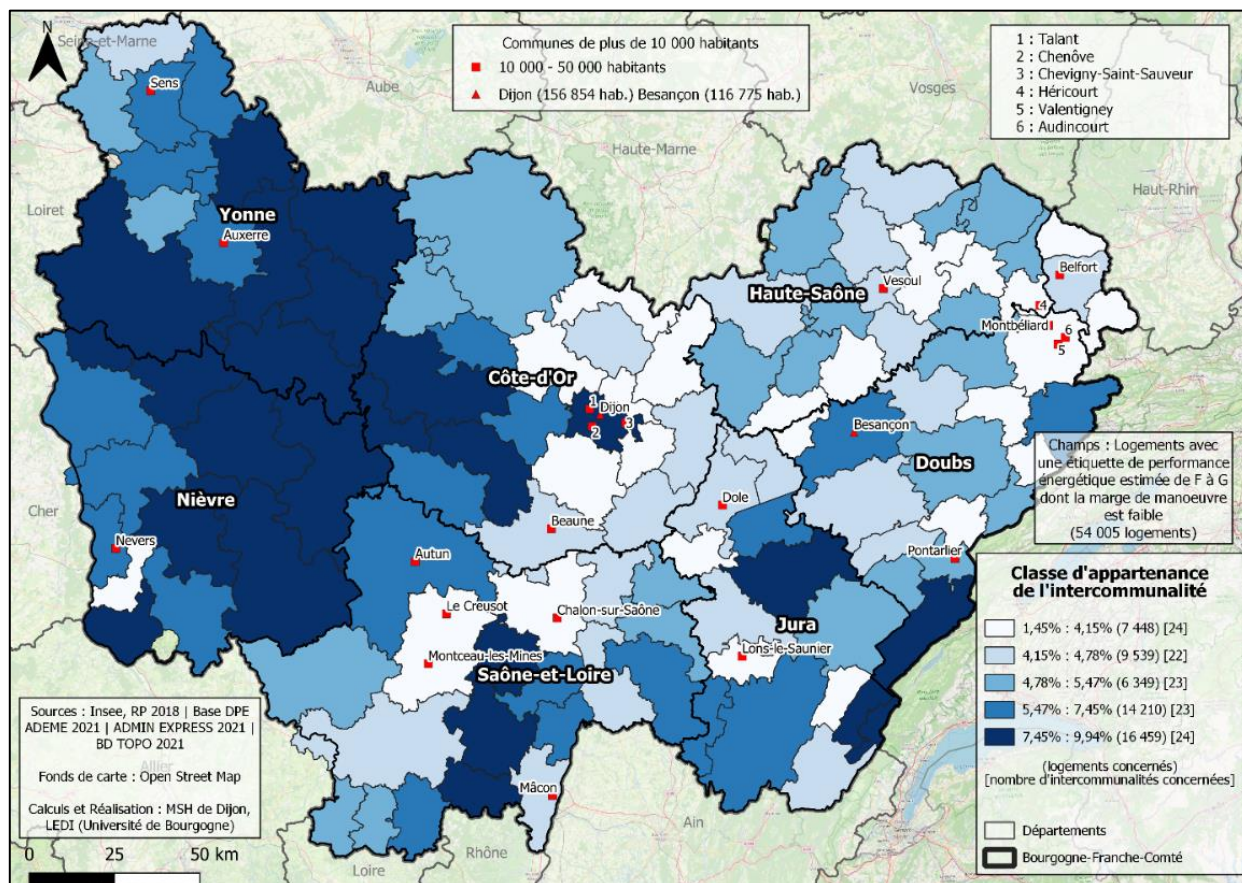 N
Communes de plus de 10 000 habitants
10 000 - 50 000 habitants
Dijon (156 854 hab.) Besançon (116 775 hab.)
1 : Talant
2 : Chenôve
3 : Chevigny-Saint-Sauveur
4 : Héricourt
5 : Valentigney
6 : Audincourt
Seine-et-Marne
Aube
Vosges
Haute-Marne
Haut-Rhin
Loiret
Cher
Allier
Loire
Rhône
Ain
Sens
Yonne
Auxerre
Haute-Saône
Vesoul
Belfort
4
Montbéliard
6
5
Côte-d'Or
1
Dijon
2
3
Besançon
Doubs
Nièvre
Nevers
Beaune
Dole
Autun
Pontarlier
Le Creusot
Chalon-sur-Saône
Jura
Lons-le-Saunier
Montceau-les-Mines
Saône-et-Loire
Mâcon
Champs : Logements avec
une étiquette de performance
énergétique estimée de F à G
dont la marge de manoeuvre
est faible
(54 005 logements)
Classe d'appartenance
de l'intercommunalité
1,45% : 4,15% (7 448) [24]
4,15% : 4,78% (9 539) [22]
4,78% : 5,47% (6 349) [23]
5,47% : 7,45% (14 210) [23]
7,45% : 9,94% (16 459) [24]
(logements concernés)
[nombre d'intercommunalités concernées]
Départements
Bourgogne-Franche-Comté
Sources : Insee, RP 2018 | Base DPE
ADEME 2021 | ADMIN EXPRESS 2021 |
BD TOPO 2021
Fonds de carte : Open Street Map
Calculs et Réalisation : MSH de Dijon,
LEDI (Université de Bourgogne)
0 25 50 km